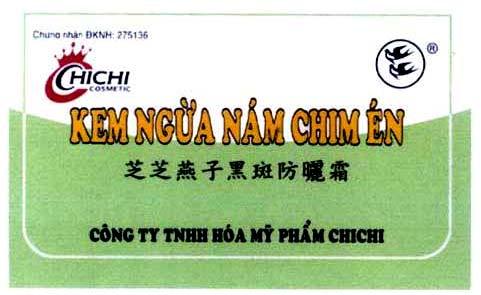 Chưng nhận ĐKNH: 275136
CHICHI
COSMETIC
®
KEM NGỪA NÁM CHIM ÉN
芝芝燕子黑斑防曬霜
CÔNG TY TNHH HÓA MỸ PHẨM CHICHI